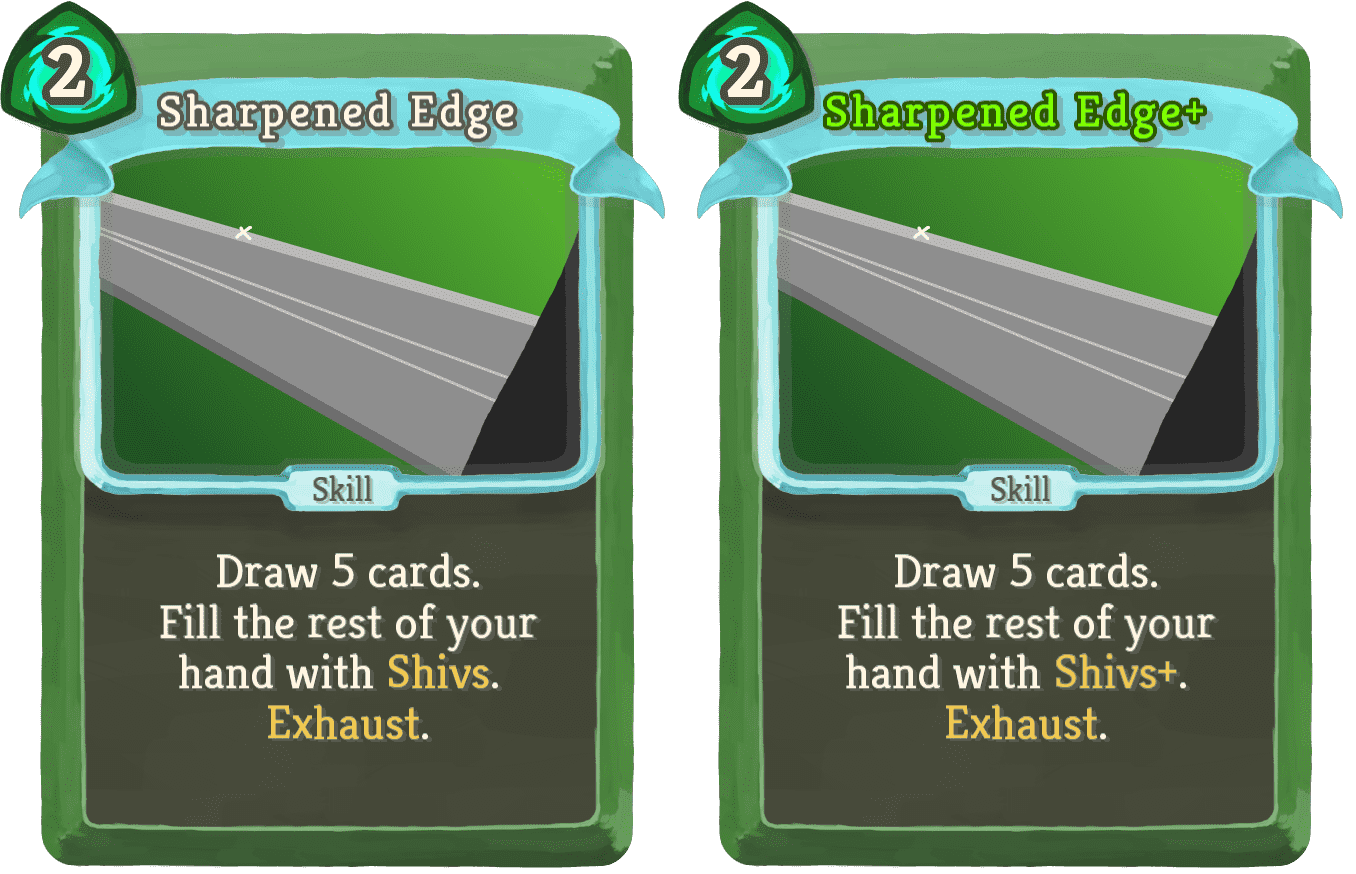 2
Sharpened Edge
Skill
Draw 5 cards.
Fill the rest of your
hand with Shivs.
Exhaust.
2
Sharpened Edge+
Skill
Draw 5 cards.
Fill the rest of your
hand with Shivs+.
Exhaust.